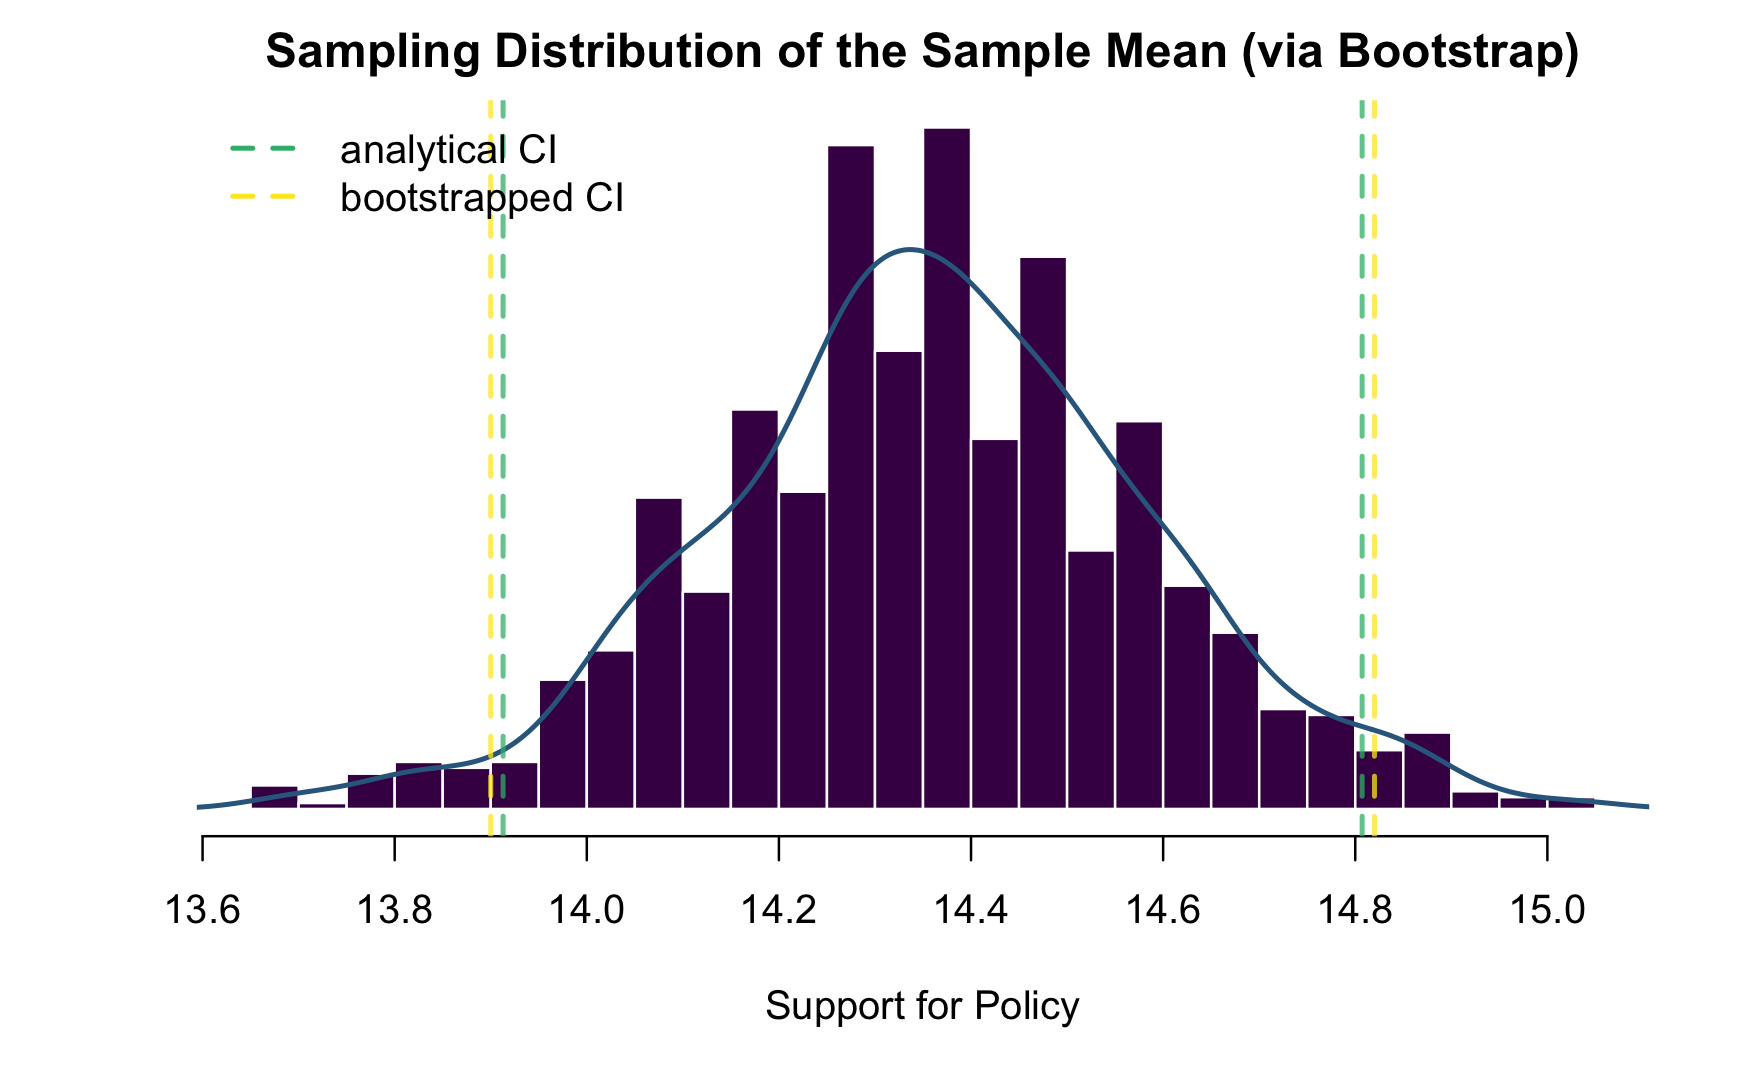 Sampling Distribution of the Sample Mean (via Bootstrap)
analytical CI
bootstrapped CI
13.6 13.8 14.0 14.2 14.4 14.6 14.8 15.0
Support for Policy